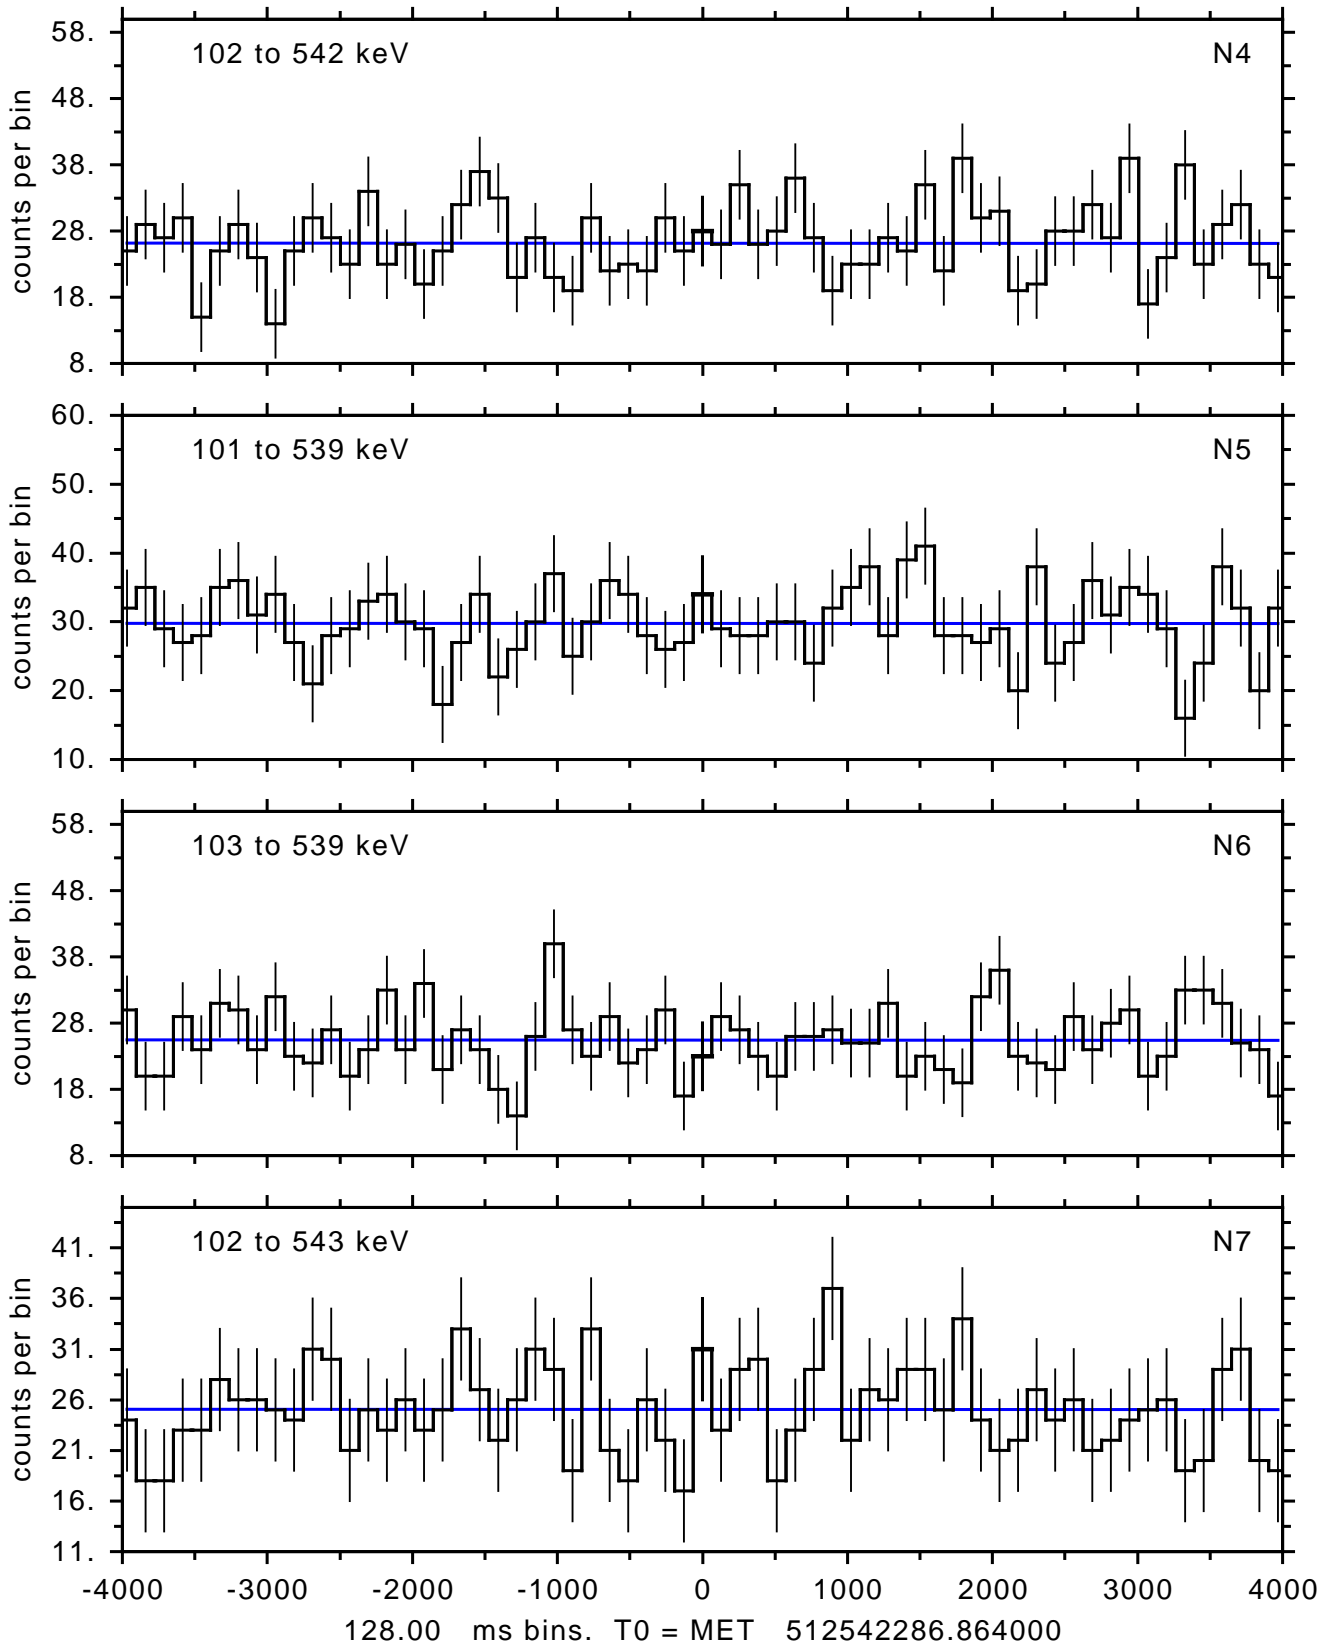 58.
102 to 542 keV N4
48.
38.
28.
18.
8.
counts per bin
60.
101 to 539 keV N5
50.
40.
30.
20.
10.
counts per bin
58.
103 to 539 keV N6
48.
38.
28.
18.
8.
counts per bin
102 to 543 keV N7
41.
36.
31.
26.
21.
16.
11.
counts per bin
-4000 -3000 -2000 -1000 0 1000 2000 3000 4000
128.00 ms bins. T0 = MET 512542286.864000